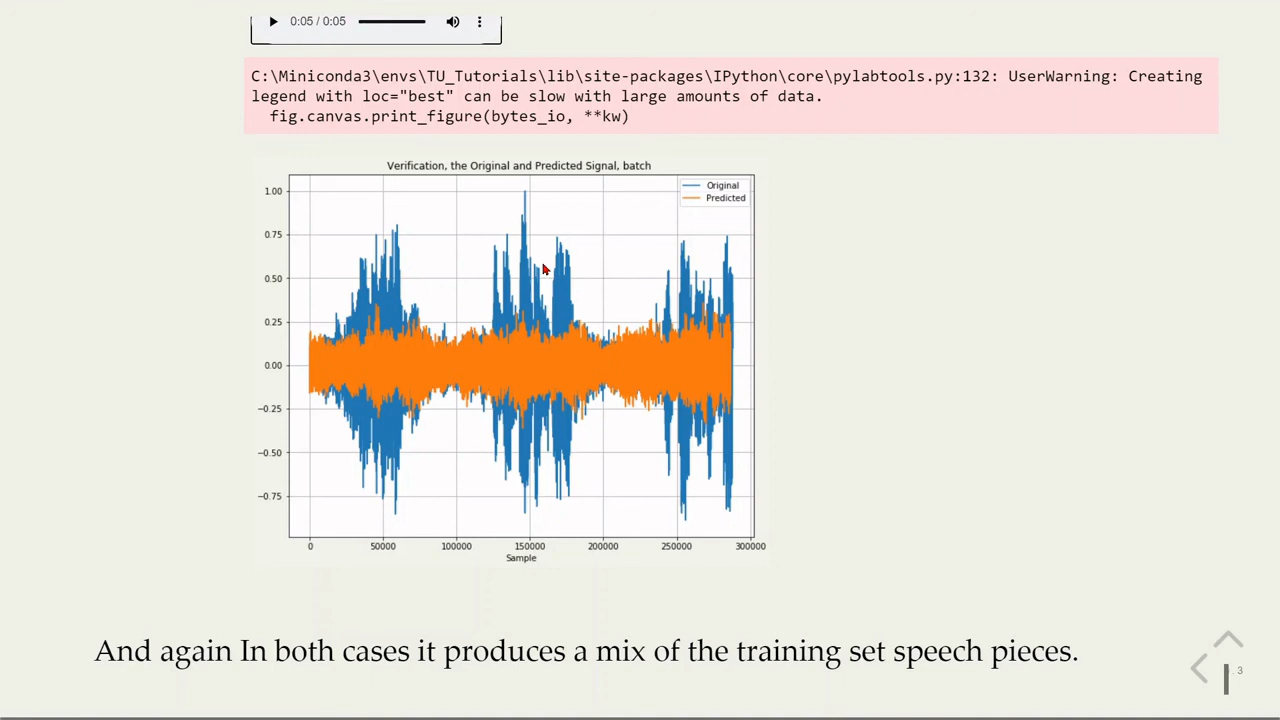 0:05 / 0:05
C:\Miniconda3\envs\TU_Tutorials\lib\site-packages\IPython\core\pylabtools.py:132: UserWarning: Creating
legend with loc="best" can be slow with large amounts of data.
fig.canvas.print_figure(bytes_io, **kw)
Verification, the Original and Predicted Signal, batch
Original
Predicted
1.00
0.75
0.50
0.25
0.00
−0.25
−0.50
−0.75
0 50000 100000 150000 200000 250000 300000
Sample
And again In both cases it produces a mix of the training set speech pieces.
.3